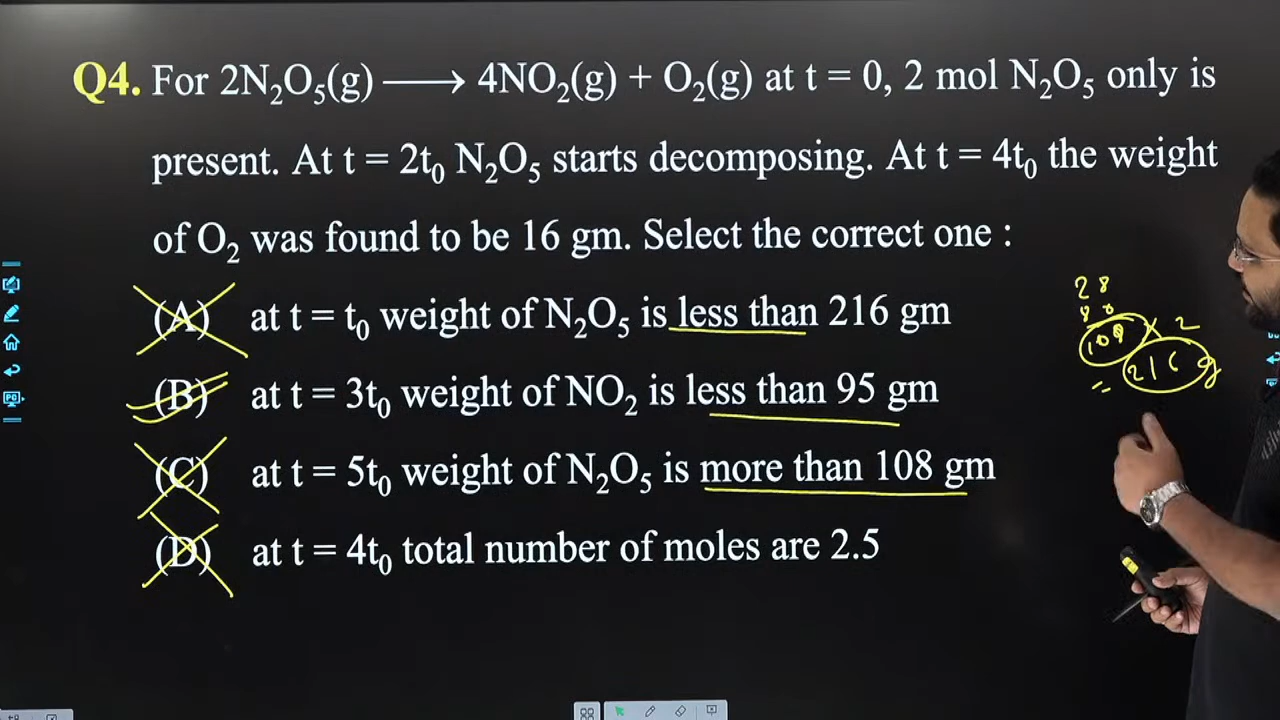 Q4. For 2N₂O₅(g) ⟶ 4NO₂(g) + O₂(g) at t = 0, 2 mol N₂O₅ only is
present. At t = 2t₀ N₂O₅ starts decomposing. At t = 4t₀ the weight
of O₂ was found to be 16 gm. Select the correct one :
(A) at t = t₀ weight of N₂O₅ is less than 216 gm
(B) at t = 3t₀ weight of NO₂ is less than 95 gm
(C) at t = 5t₀ weight of N₂O₅ is more than 108 gm
(D) at t = 4t₀ total number of moles are 2.5
28
80
108 × 2
= 216 g